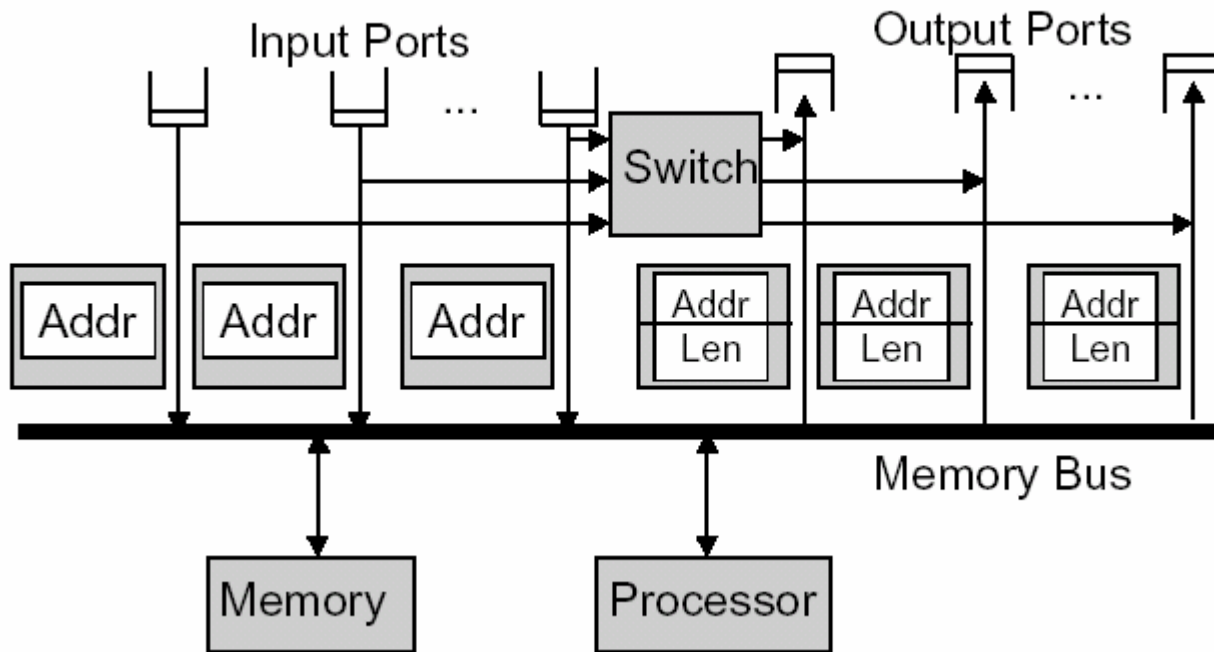 Input Ports
Output Ports
...
...
Switch
Addr
Addr
Addr
Addr
Len
Addr
Len
Addr
Len
Memory Bus
Memory
Processor